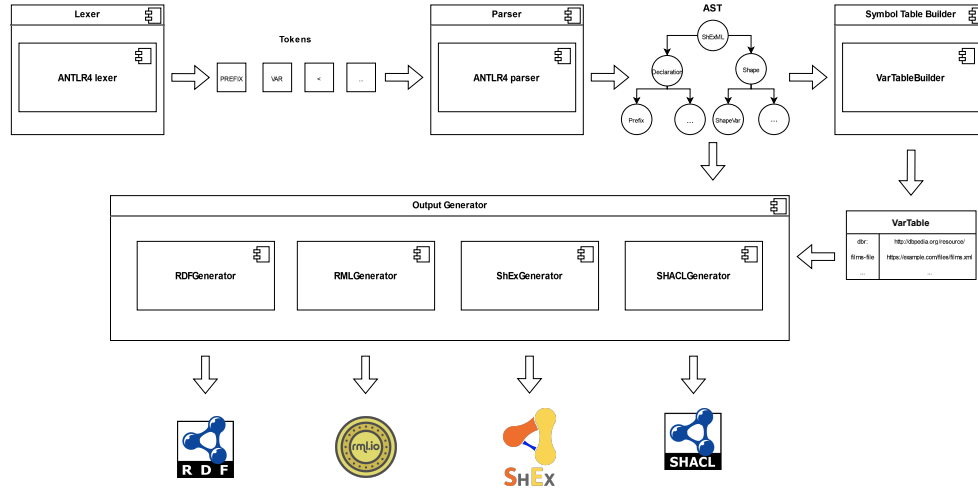 Lexer
ANTLR4 lexer
Tokens
PREFIX
VAR
<
...
Parser
ANTLR4 parser
AST
ShExML
Declaration
Shape
Prefix
...
ShapeVar
...
Symbol Table Builder
VarTableBuilder
VarTable
dbr:
http://dbpedia.org/resource/
films-file
https://example.com/files/films.xml
...
...
Output Generator
RDFGenerator
RMLGenerator
ShExGenerator
SHACLGenerator
RDF
rml.io
SHEX
SHACL